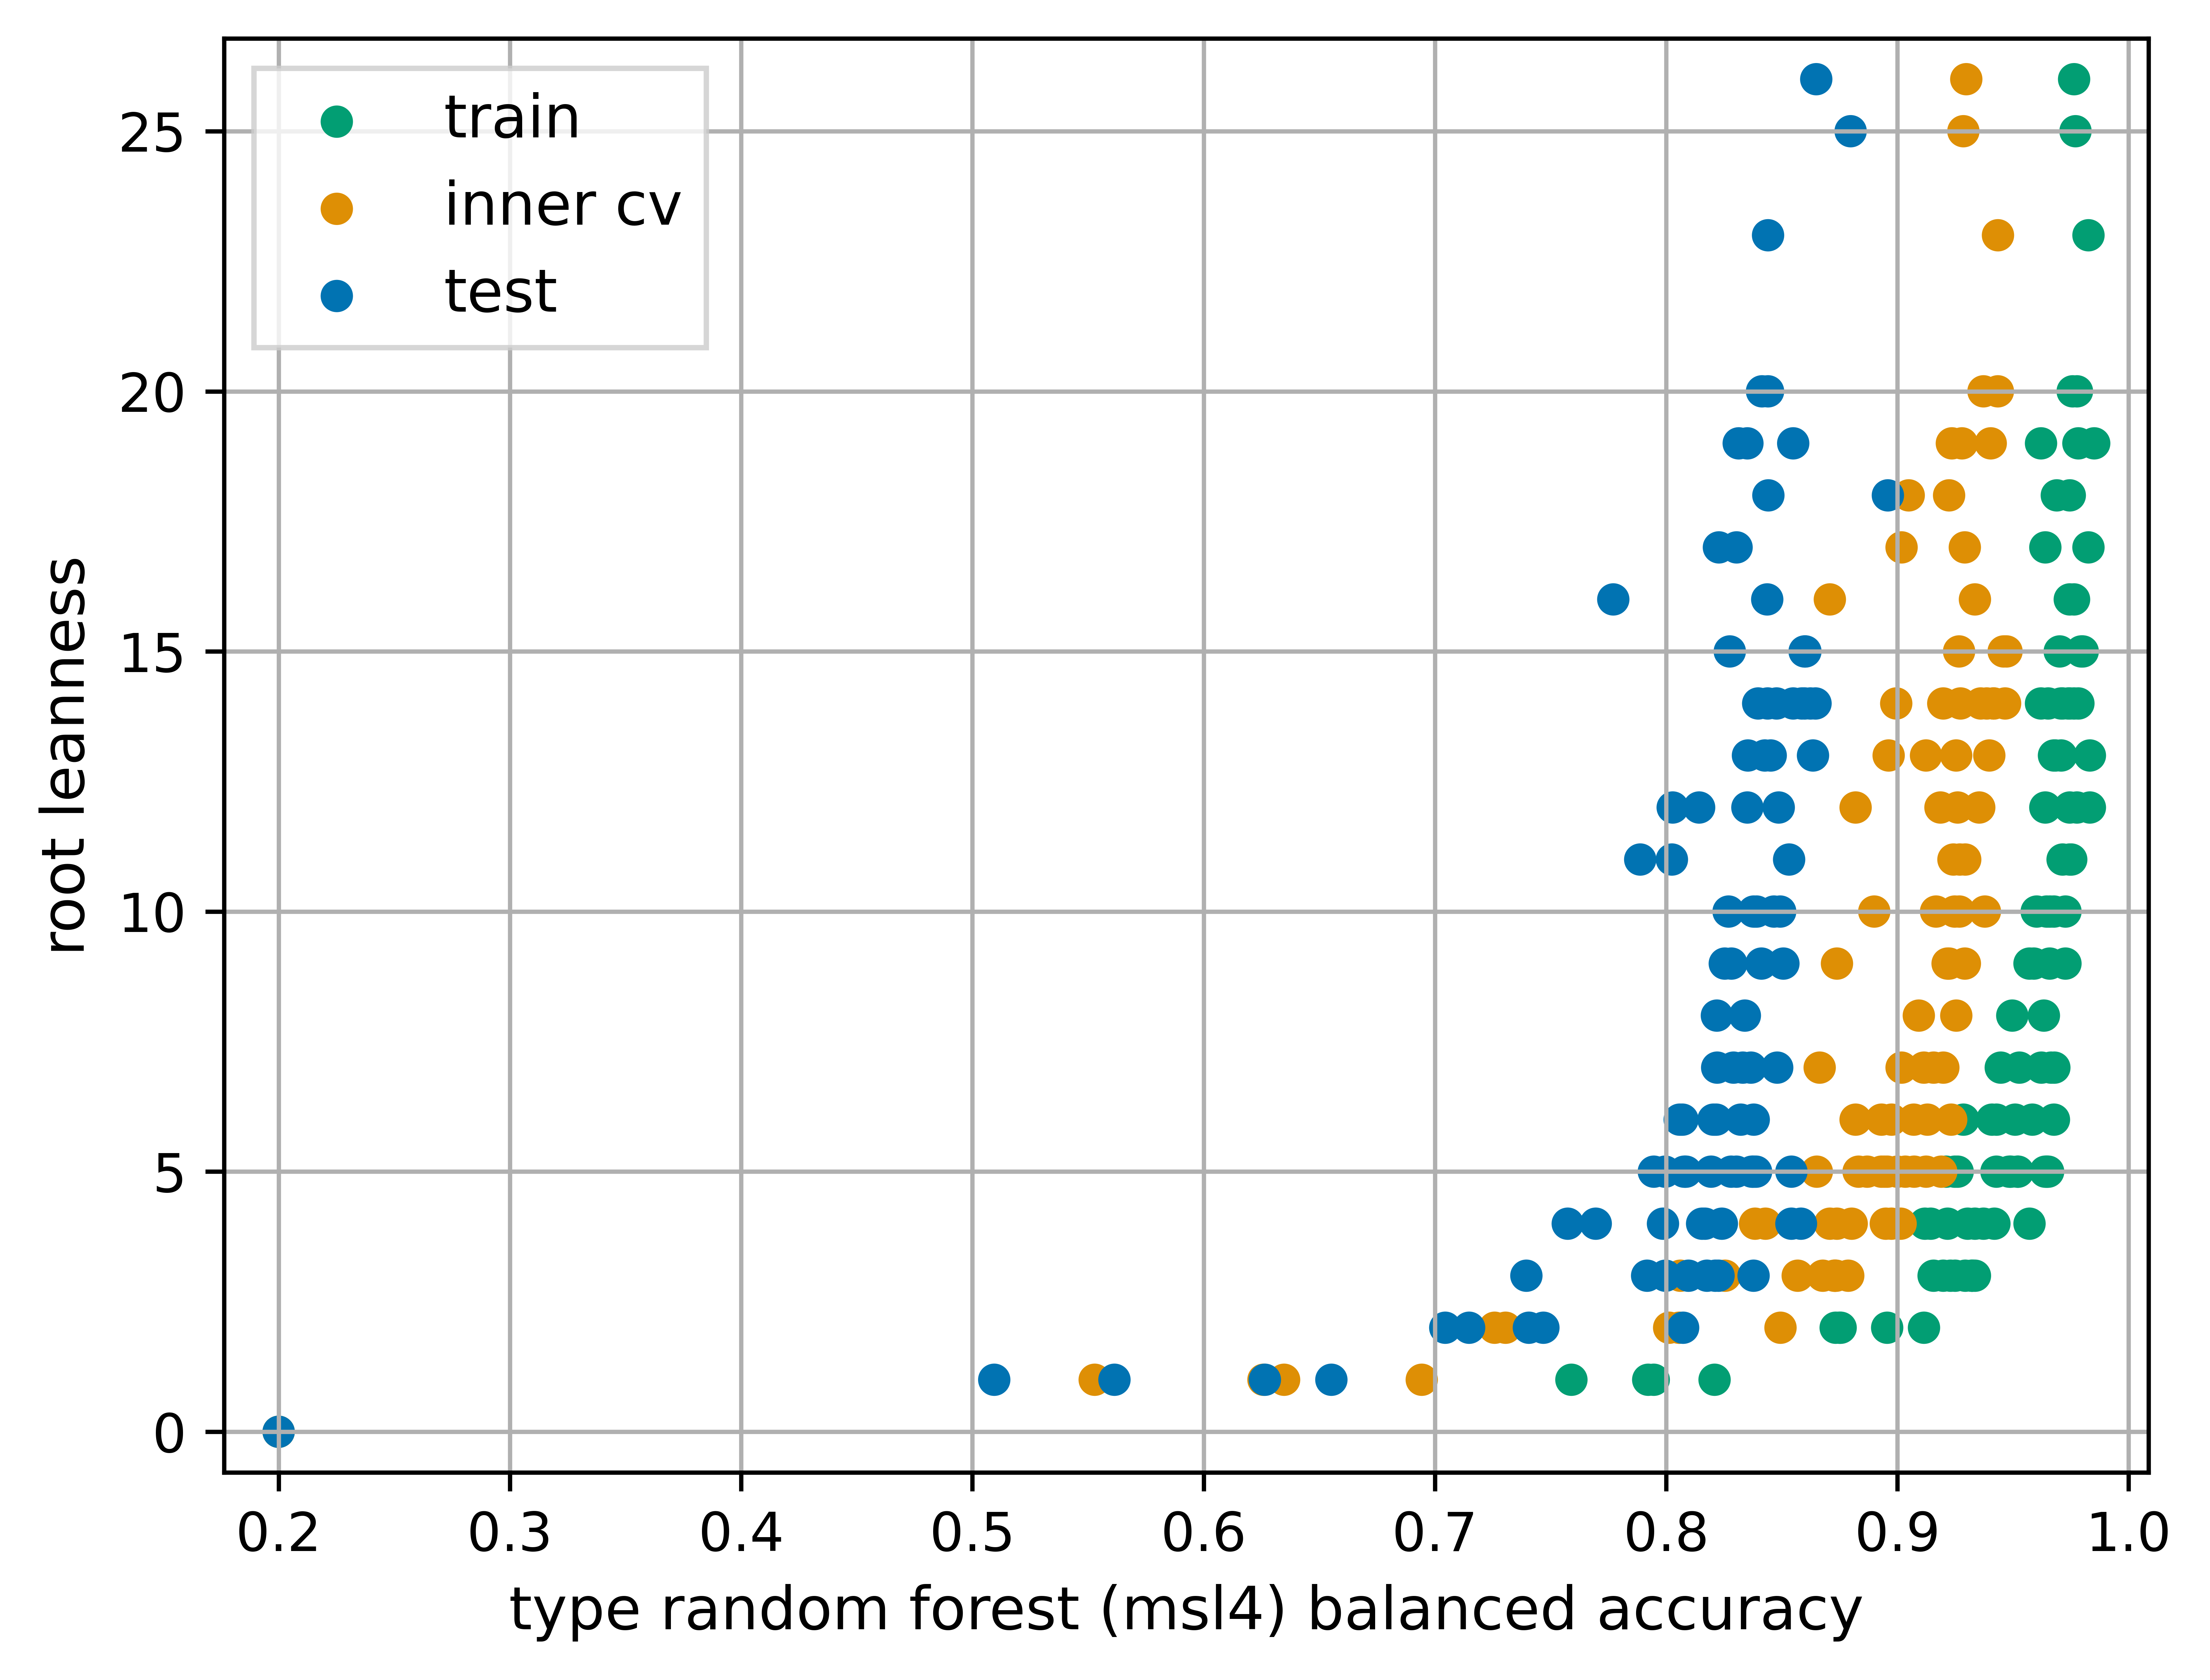 train
inner cv
test
25
20
15
10
5
0
root leanness
0.2 0.3 0.4 0.5 0.6 0.7 0.8 0.9 1.0
type random forest (msl4) balanced accuracy